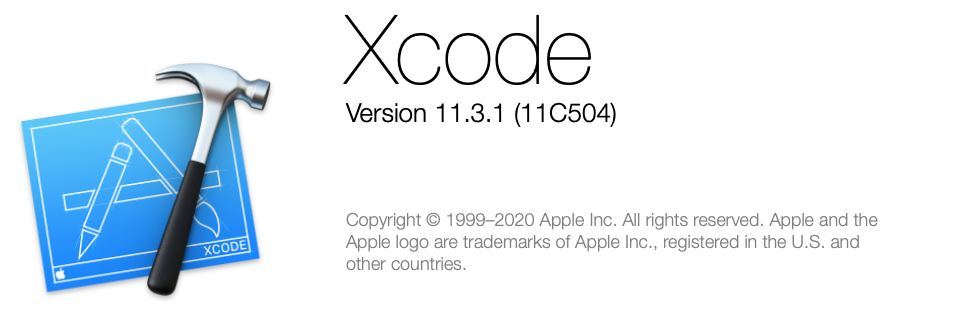 Xcode
Version 11.3.1 (11C504)
XCODE
Copyright © 1999–2020 Apple Inc. All rights reserved. Apple and the
Apple logo are trademarks of Apple Inc., registered in the U.S. and
other countries.